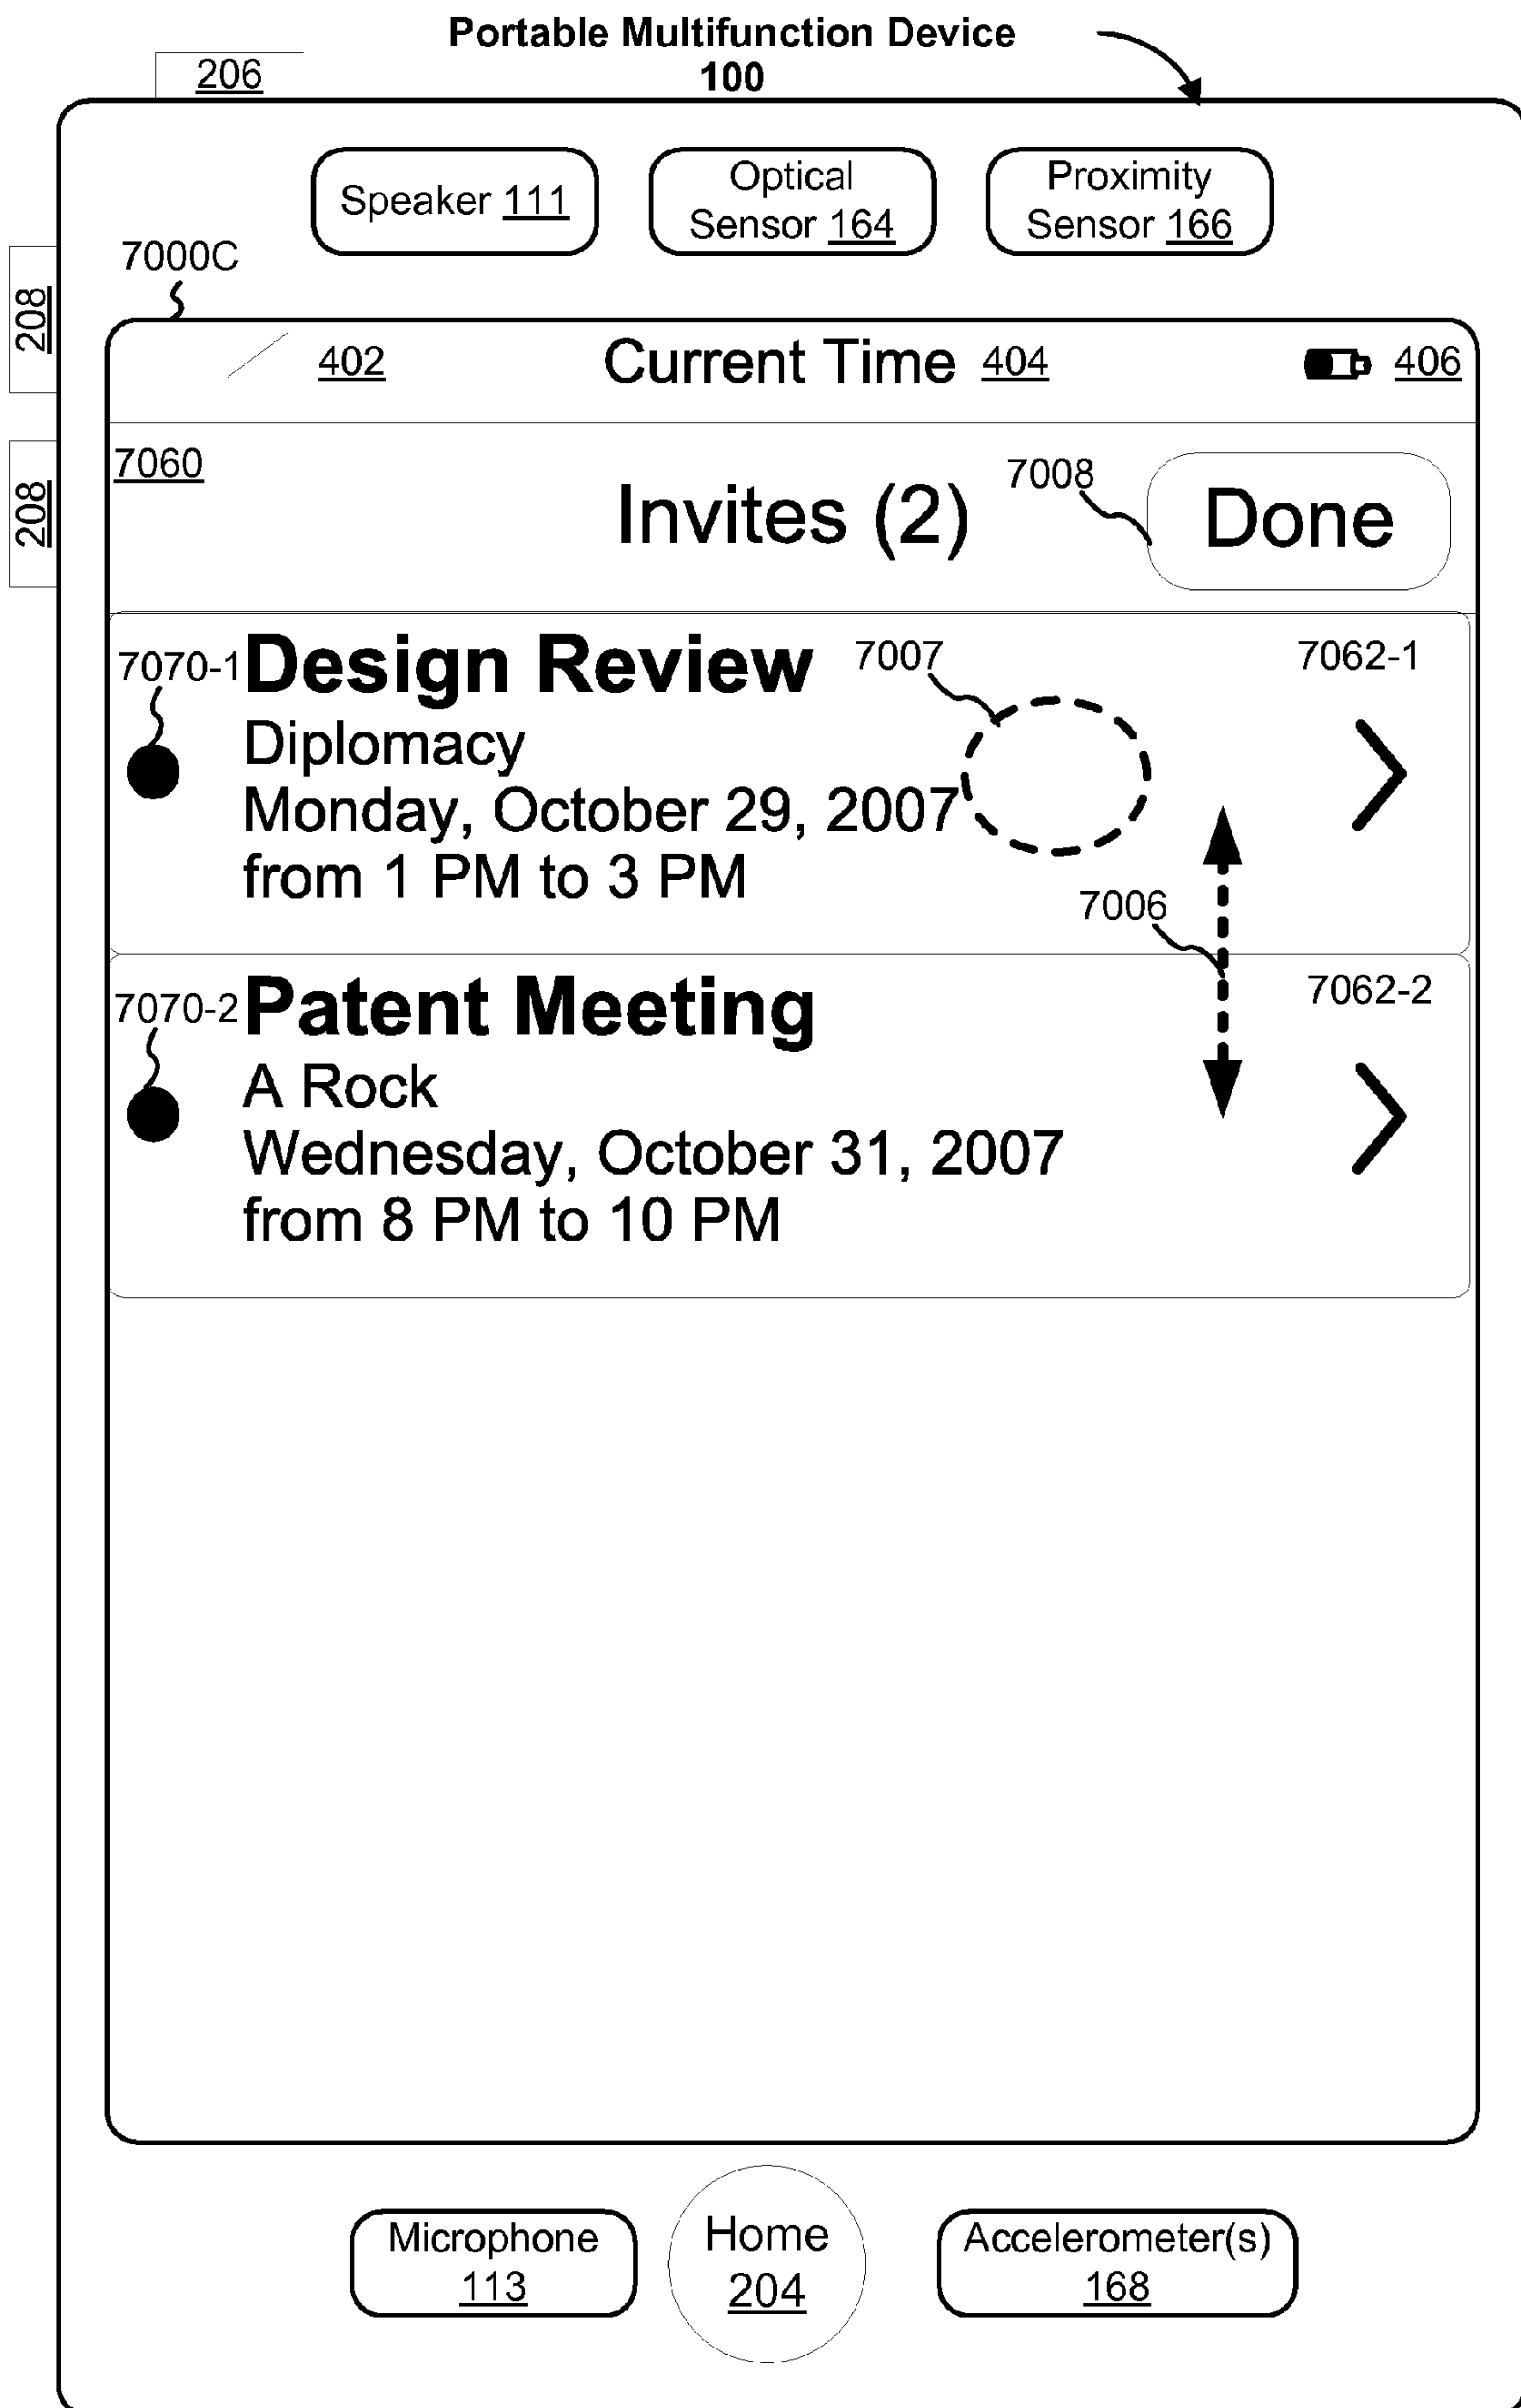 Portable Multifunction Device
100
206
Speaker 111
Optical
Sensor 164
Proximity
Sensor 166
7000C
208
402
Current Time 404
406
208
7060
Invites (2)
7008
Done
7070-1
Design Review
7007
7062-1
Diplomacy
Monday, October 29, 2007
from 1 PM to 3 PM
7006
7070-2
Patent Meeting
7062-2
A Rock
Wednesday, October 31, 2007
from 8 PM to 10 PM
Microphone
113
Home
204
Accelerometer(s)
168